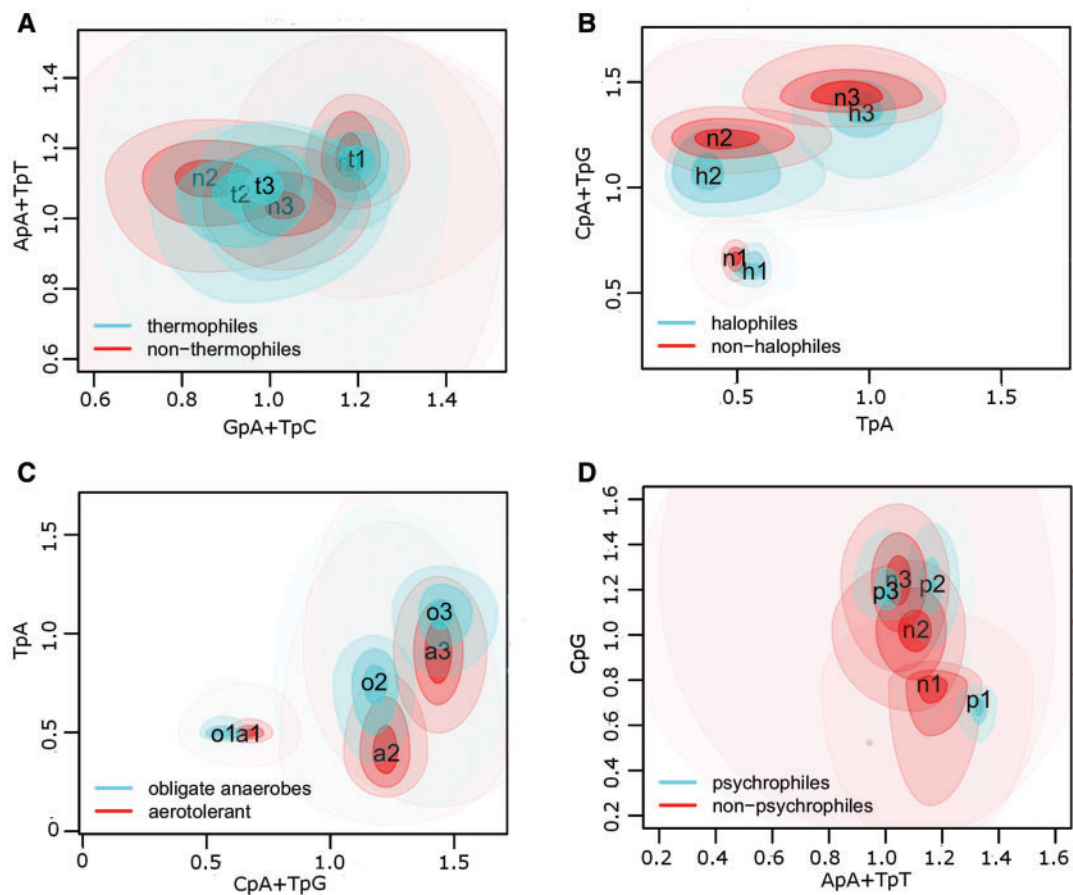 A
ApA+TpT
1.4
1.2
1.0
0.8
0.6
n2
t2
t3
n3
t1
thermophiles
non−thermophiles
0.6 0.8 1.0 1.2 1.4
GpA+TpC
B
CpA+TpG
1.5
1.0
0.5
n3
h3
n2
h2
n1
h1
halophiles
non−halophiles
0.5 1.0 1.5
TpA
C
TpA
1.5
1.0
0.5
0
o3
a3
o2
a2
o1
a1
obligate anaerobes
aerotolerant
0 0.5 1.0 1.5
CpA+TpG
D
CpG
1.6
1.4
1.2
1.0
0.8
0.6
0.4
0.2
p3
p2
n2
n1
p1
psychrophiles
non−psychrophiles
0.2 0.4 0.6 0.8 1.0 1.2 1.4 1.6
ApA+TpT